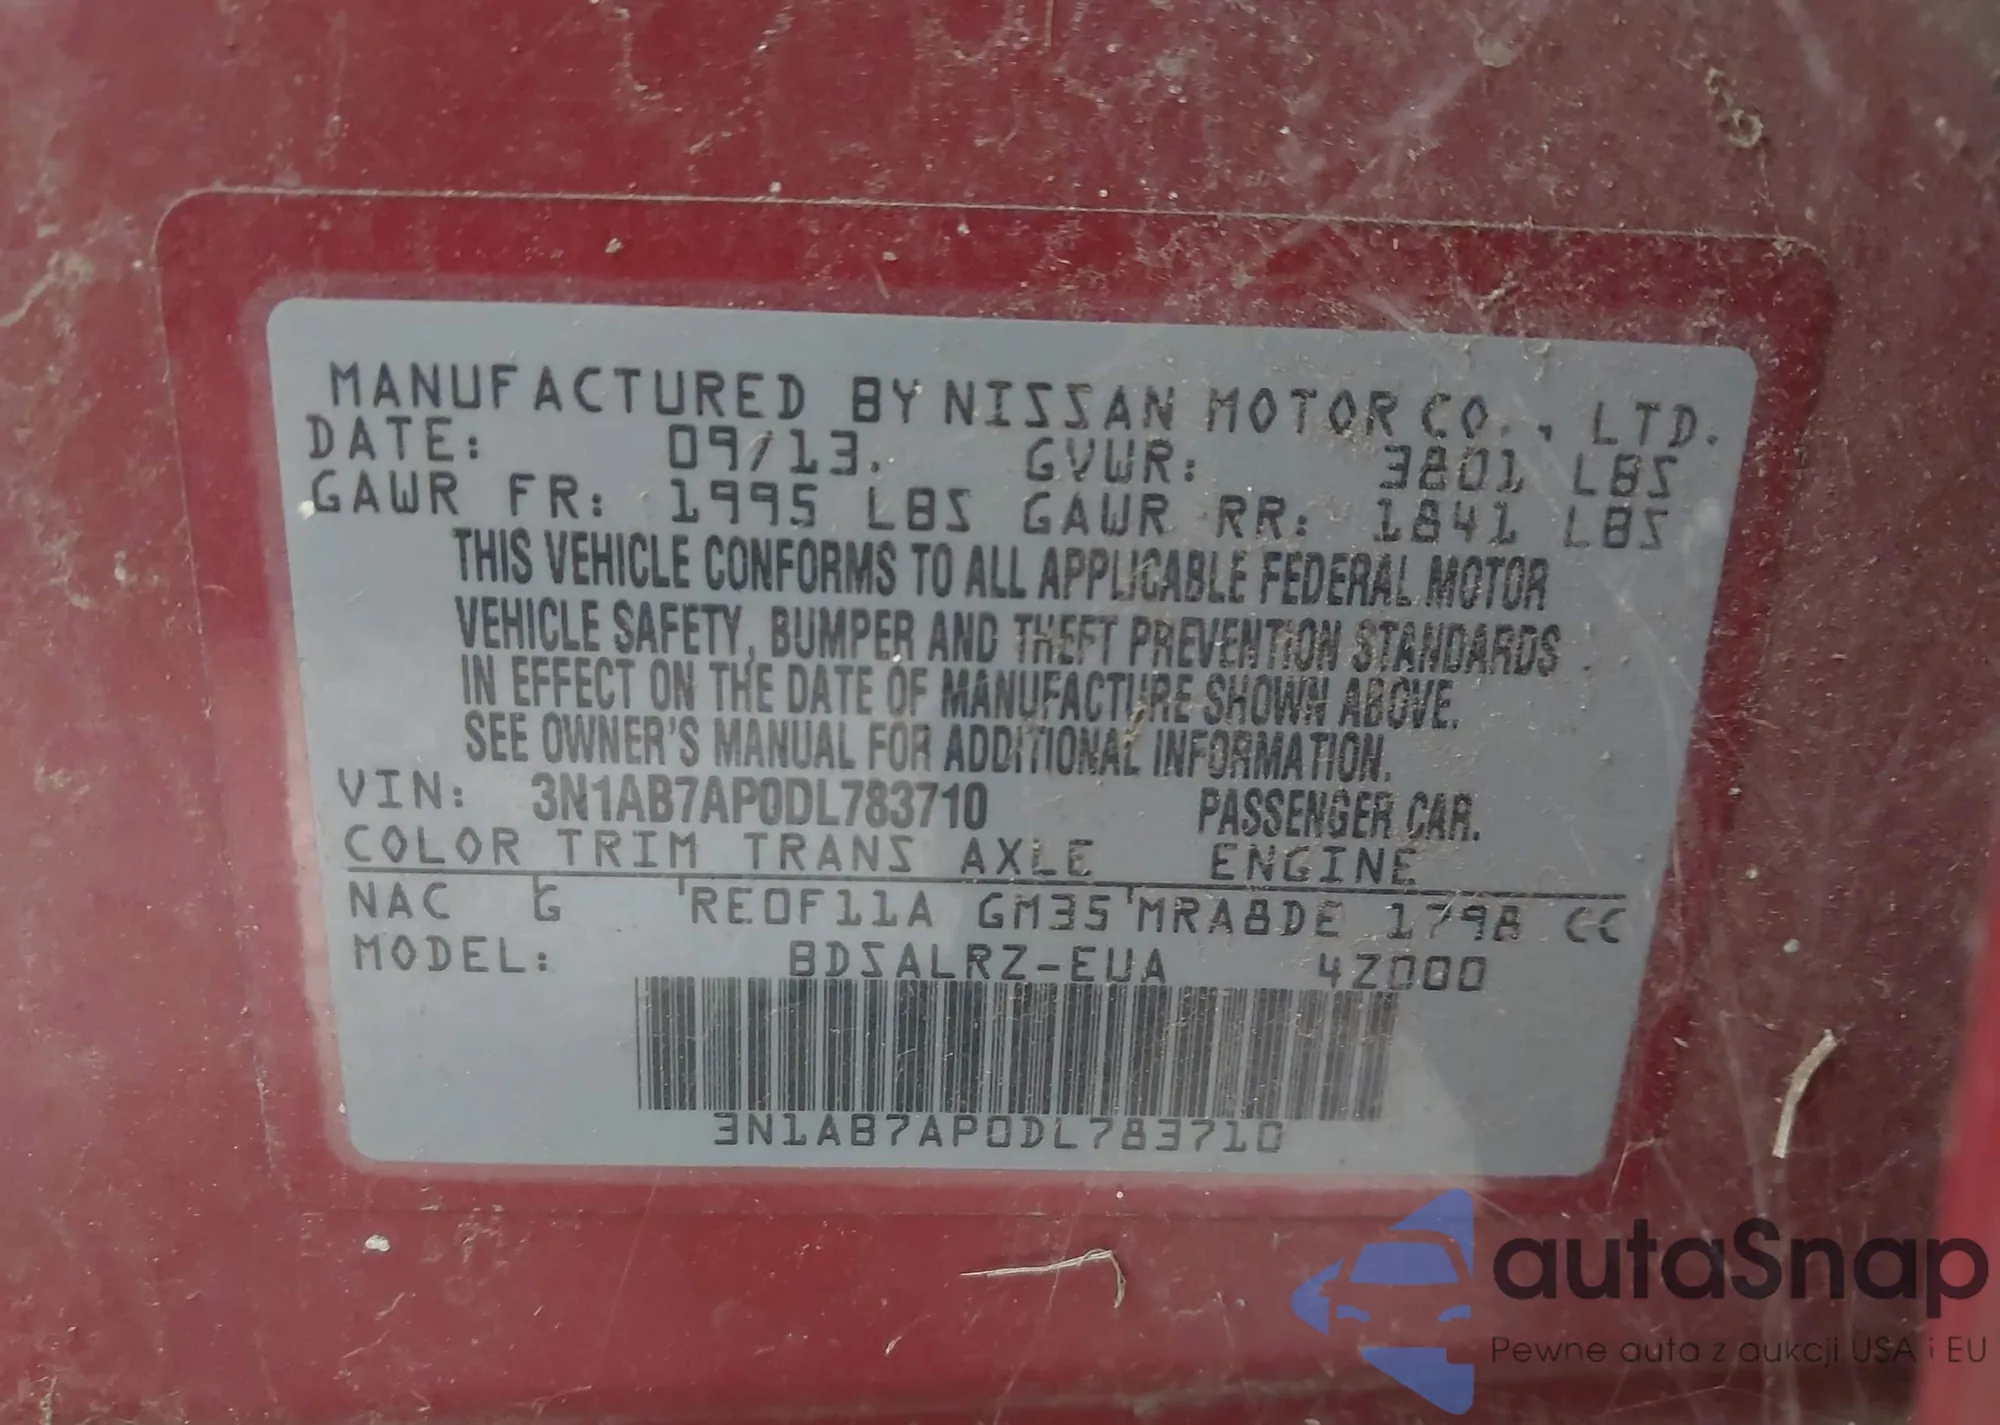 MANUFACTURED BY NISSAN MOTOR CO., LTD.
DATE: 09/13. GVWR: 3801 LBS
GAWR FR: 1995 LBS GAWR RR: 1841 LBS
THIS VEHICLE CONFORMS TO ALL APPLICABLE FEDERAL MOTOR
VEHICLE SAFETY, BUMPER AND THEFT PREVENTION STANDARDS
IN EFFECT ON THE DATE OF MANUFACTURE SHOWN ABOVE.
SEE OWNER'S MANUAL FOR ADDITIONAL INFORMATION.
VIN: 3N1AB7AP0DL783710 PASSENGER CAR.
COLOR TRIM TRANS AXLE ENGINE
NAC G RE0F11A GM35 MRA8DE 1798 CC
MODEL: BDSALRZ-EUA 4Z000
3N1AB7AP0DL783710
autaSnap
Pewne auta z aukcji USA i EU